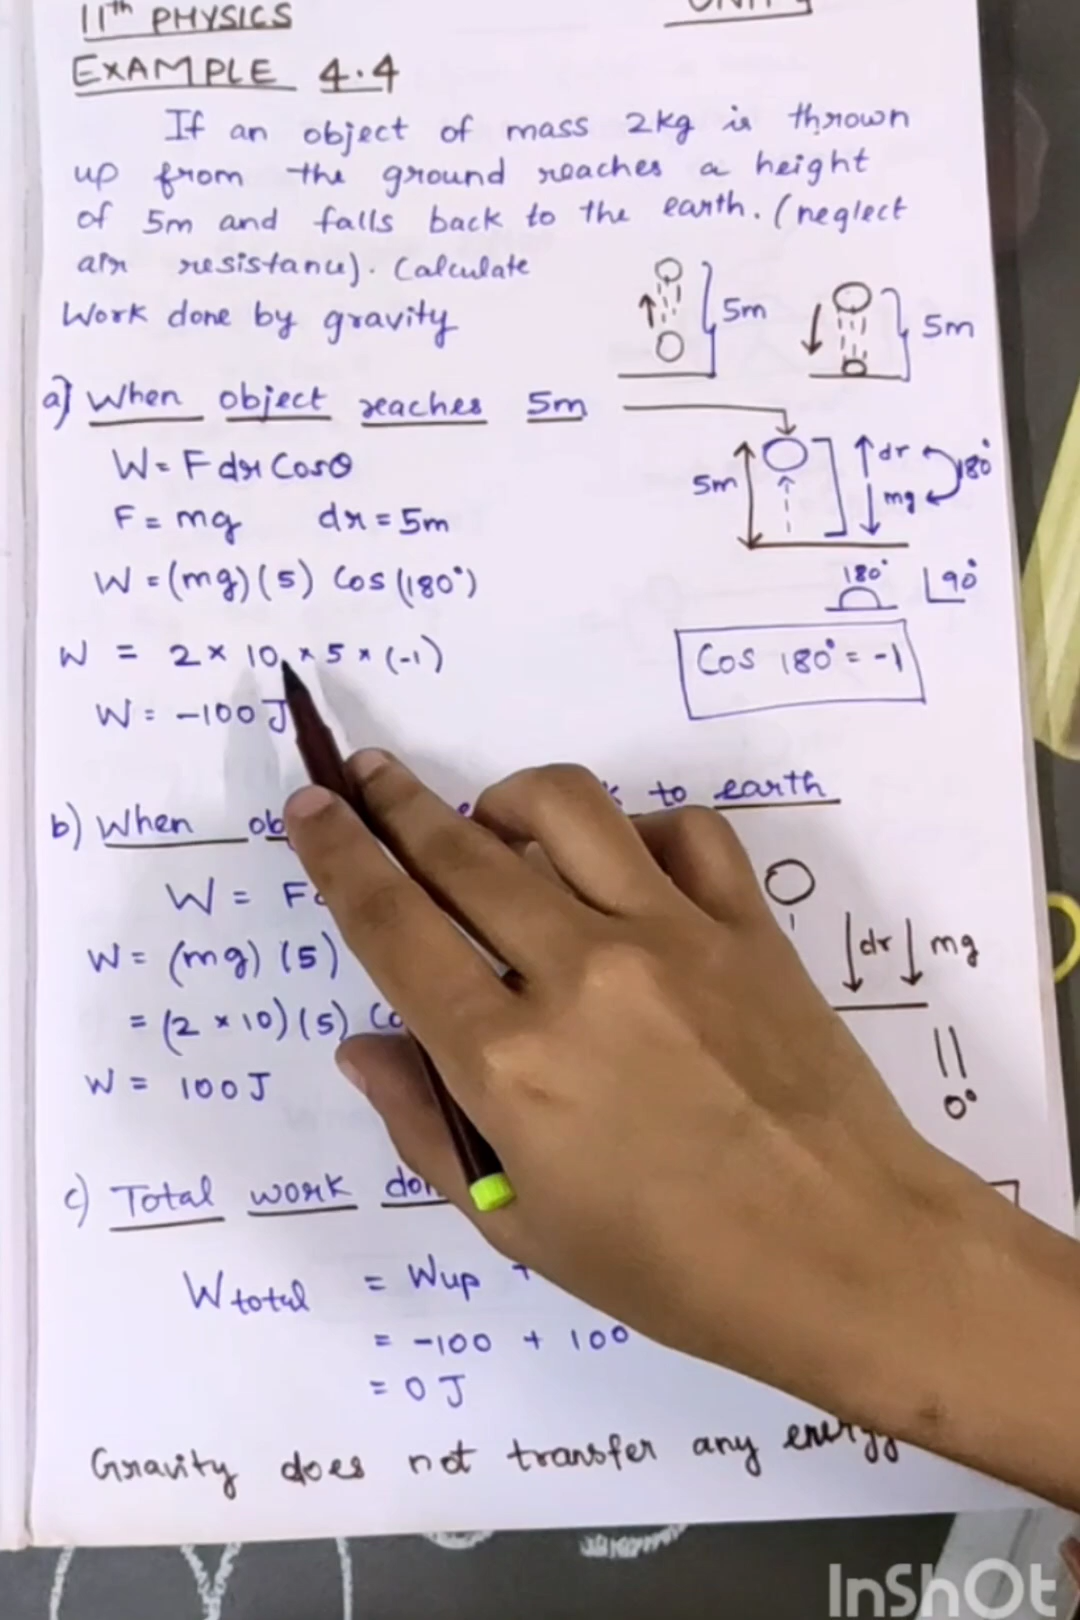 11th PHYSICS
EXAMPLE 4.4
If an object of mass 2kg is thrown
up from the ground reaches a height
of 5m and falls back to the earth. (neglect
air resistance). Calculate
Work done by gravity
5m
5m
a) When object reaches 5m
W = F dr Cosθ
F = mg dr = 5m
5m
dr
mg
180°
W = (mg) (5) Cos (180°)
180° 90°
W = 2 × 10 × 5 × (-1)
Cos 180° = -1
W = -100 J
b) When to earth
W =
W = (mg) (5)
dr mg
= (2 × 10) (5)
0°
W = 100 J
c) Total work
W total = Wup +
= -100 + 100
= 0 J
Gravity does not transfer any energy
InShOt